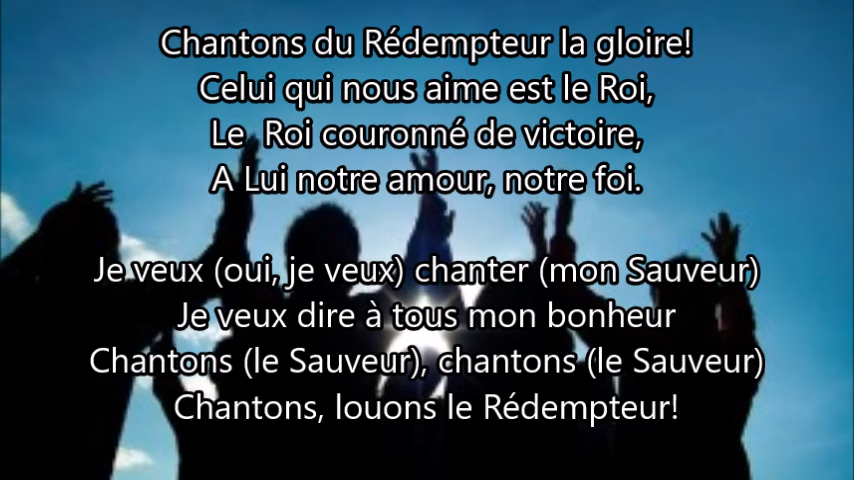 Chantons du Rédempteur la gloire!
Celui qui nous aime est le Roi,
Le  Roi couronné de victoire,
A Lui notre amour, notre foi.

Je veux (oui, je veux) chanter (mon Sauveur)
Je veux dire à tous mon bonheur
Chantons (le Sauveur), chantons (le Sauveur)
Chantons, louons le Rédempteur!